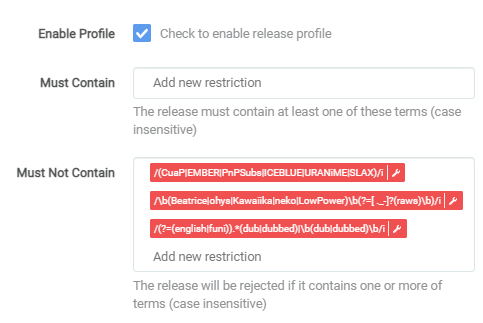 Enable Profile
Check to enable release profile
Must Contain
Add new restriction
The release must contain at least one of these terms (case
insensitive)
Must Not Contain
/(CuaP|EMBER|PnPSubs|ICEBLUE|URANiME|SLAX)/i
/\b(Beatrice|ohys|Kawaiika|neko|LowPower)\b(?=[ ._-]?(raws)\b)/i
/(?=(english|funi)).*(dub|dubbed)|\b(dub|dubbed)\b/i
Add new restriction
The release will be rejected if it contains one or more of
terms (case insensitive)